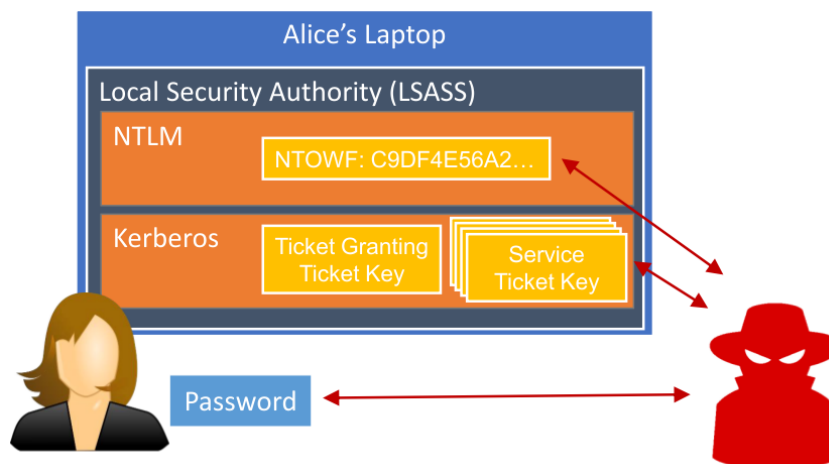 Alice’s Laptop
Local Security Authority (LSASS)
NTLM
NTOWF: C9DF4E56A2…
Kerberos
Ticket Granting
Ticket Key
Service
Ticket Key
Password